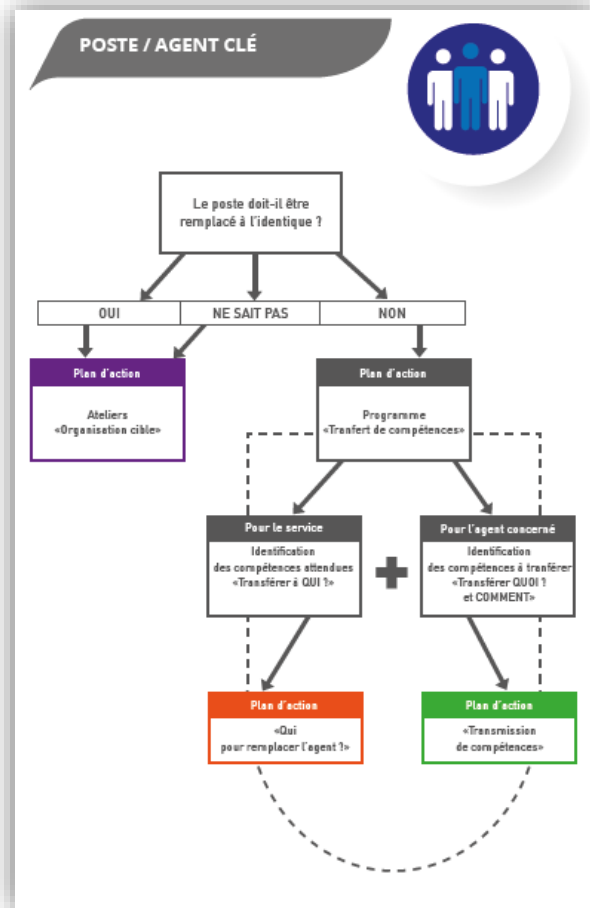 POSTE / AGENT CLÉ
Le poste doit-il être
remplacé à l'identique ?
OUI
NE SAIT PAS
NON
Plan d'action
Ateliers
«Organisation cible»
Plan d'action
Programme
«Tranfert de compétences»
Pour le service
Identification
des compétences attendues
«Transférer à QUI ?»
Pour l'agent concerné
Identification
des compétences à tranférer
«Transférer QUOI ?
et COMMENT»
Plan d'action
«Qui
pour remplacer l'agent ?»
Plan d'action
«Transmission
de compétences»